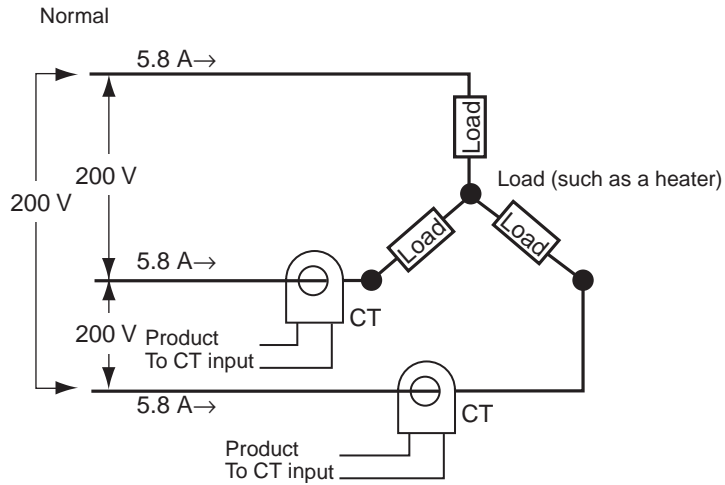 Normal
5.8 A→
Load
200 V
200 V
Load (such as a heater)
Load
Load
5.8 A→
CT
200 V
Product
To CT input
5.8 A→
CT
Product
To CT input